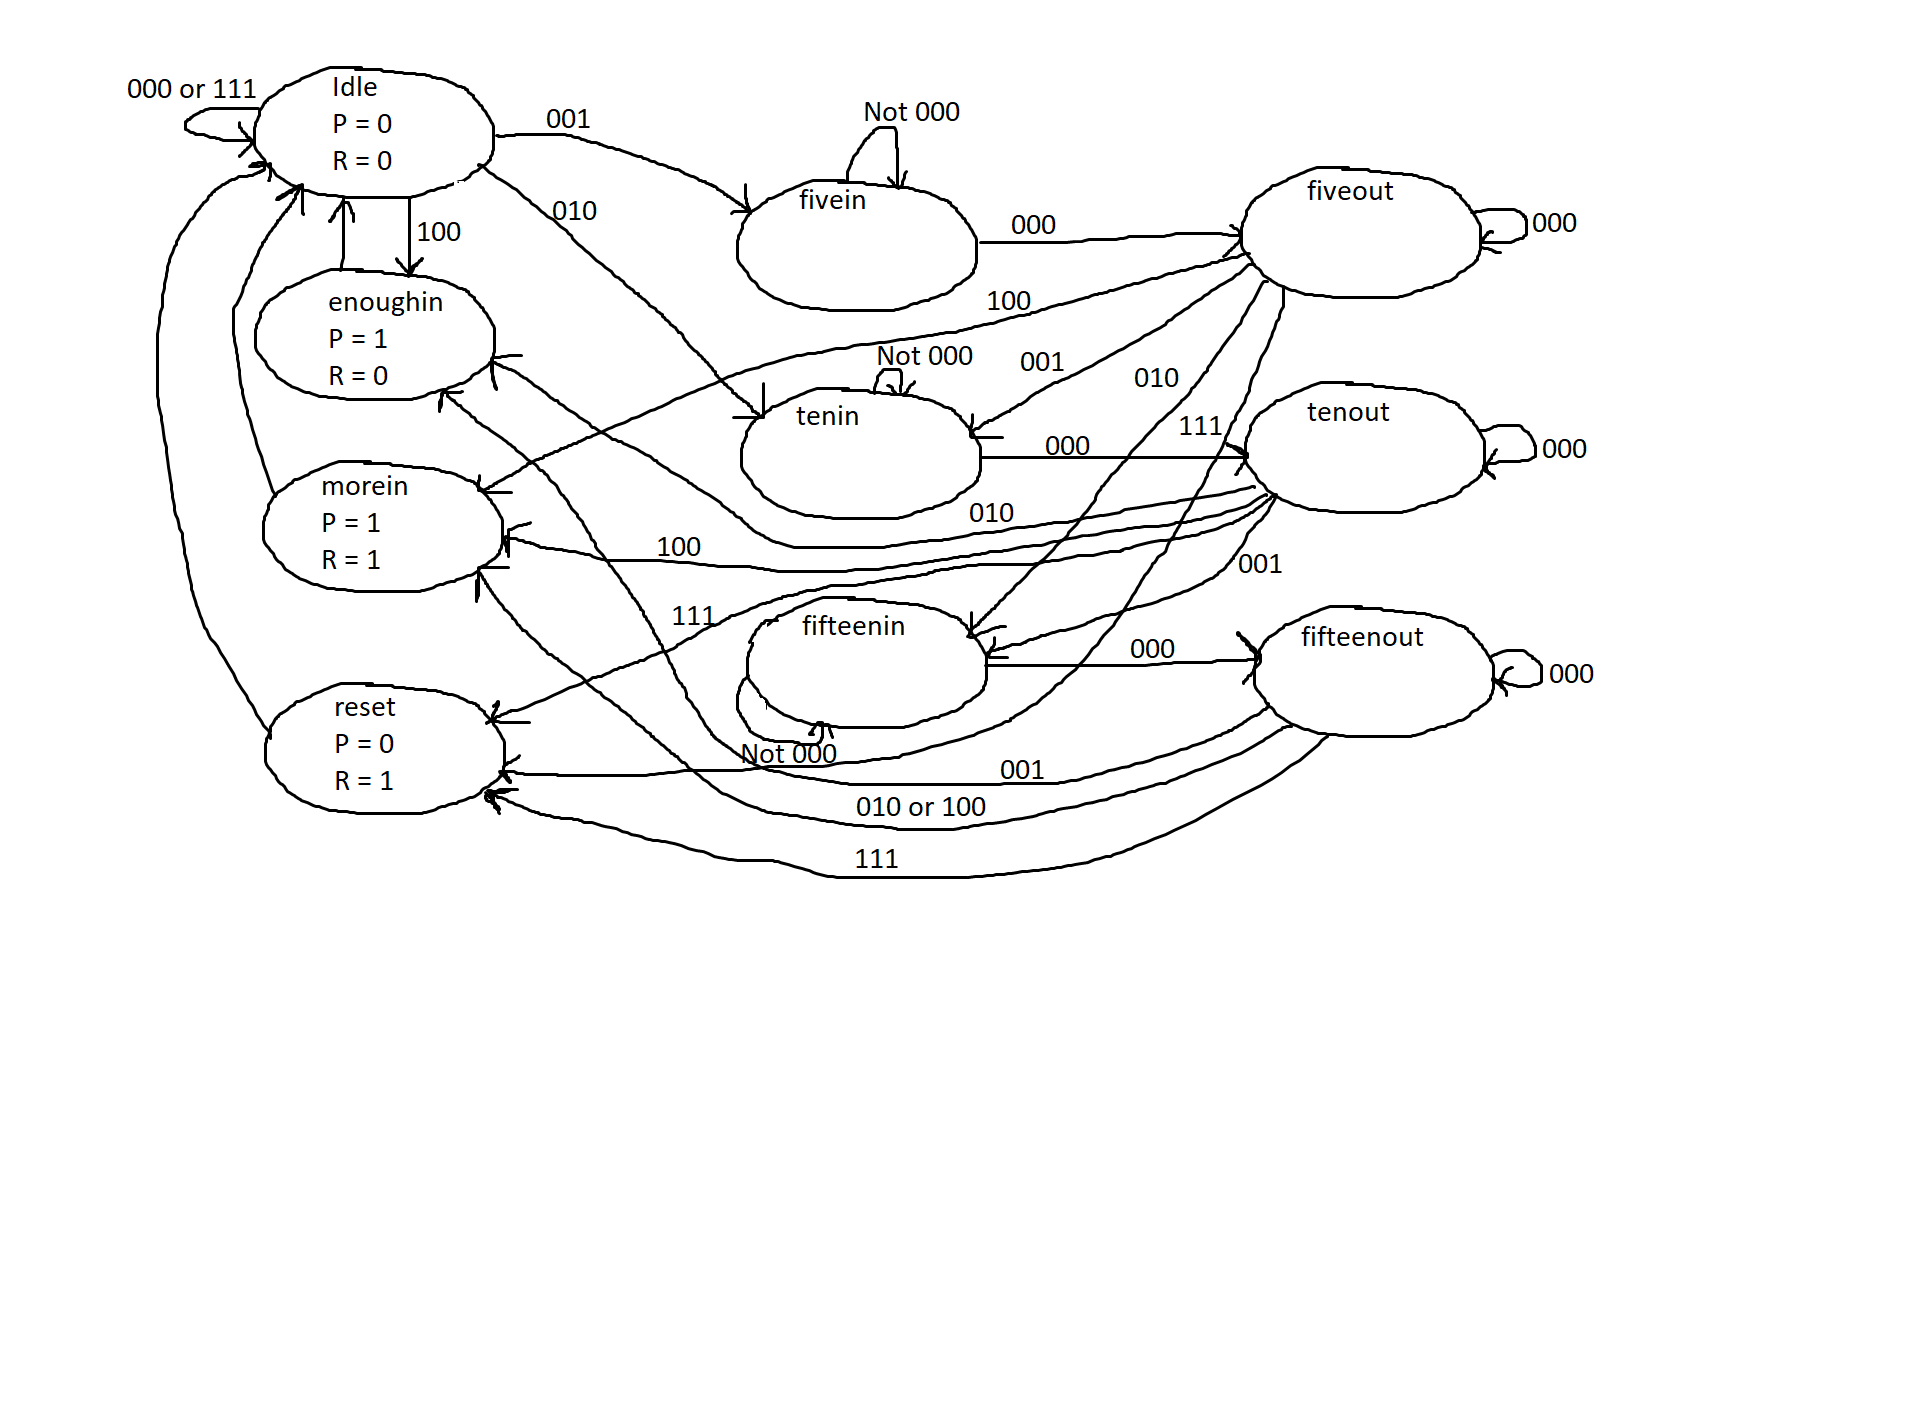 000 or 111
Idle
P = 0
R = 0
001
Not 000
fivein
000
fiveout
000
010
100
enoughin
P = 1
R = 0
100
Not 000
001
010
tenin
000
111
tenout
000
morein
P = 1
R = 1
010
100
001
111
fifteenin
000
fifteenout
000
reset
P = 0
R = 1
Not 000
001
010 or 100
111